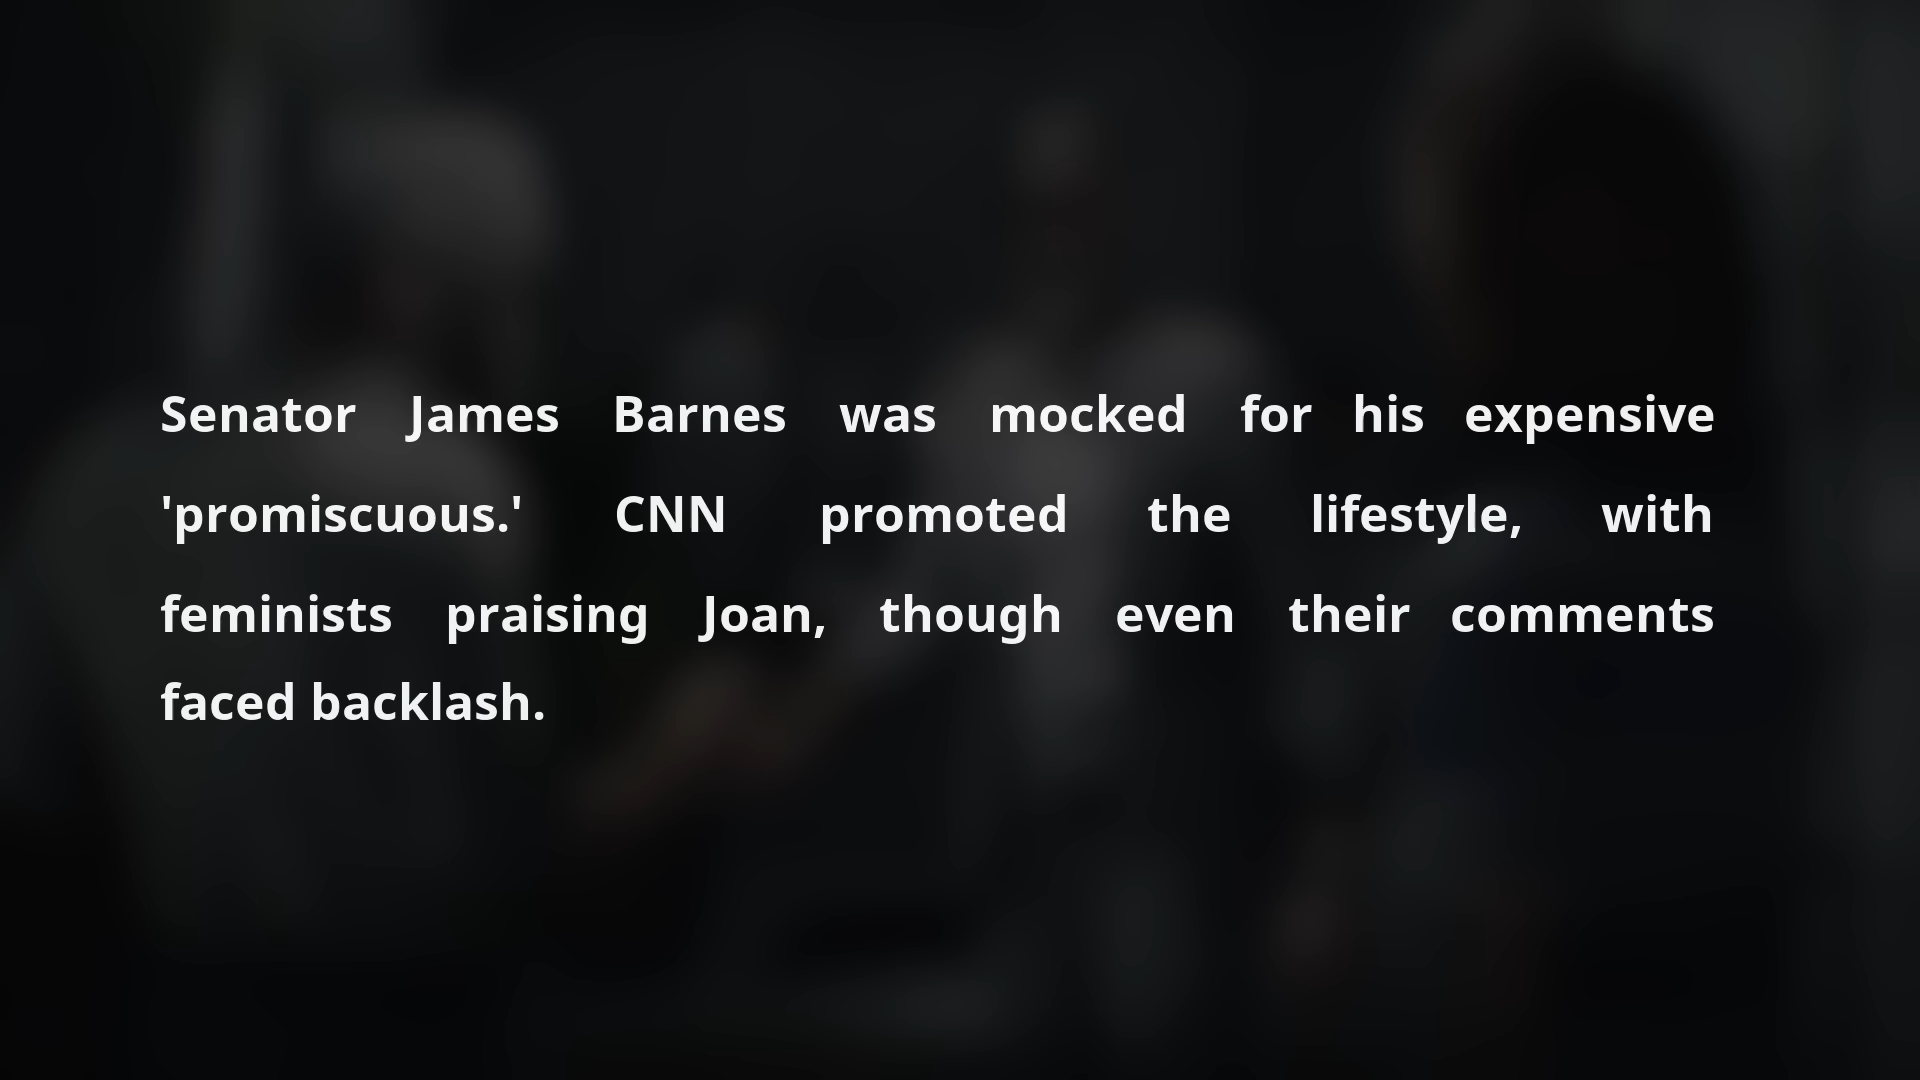 Senator James Barnes was mocked for his expensive
'promiscuous.' CNN promoted the lifestyle, with
feminists praising Joan, though even their comments
faced backlash.